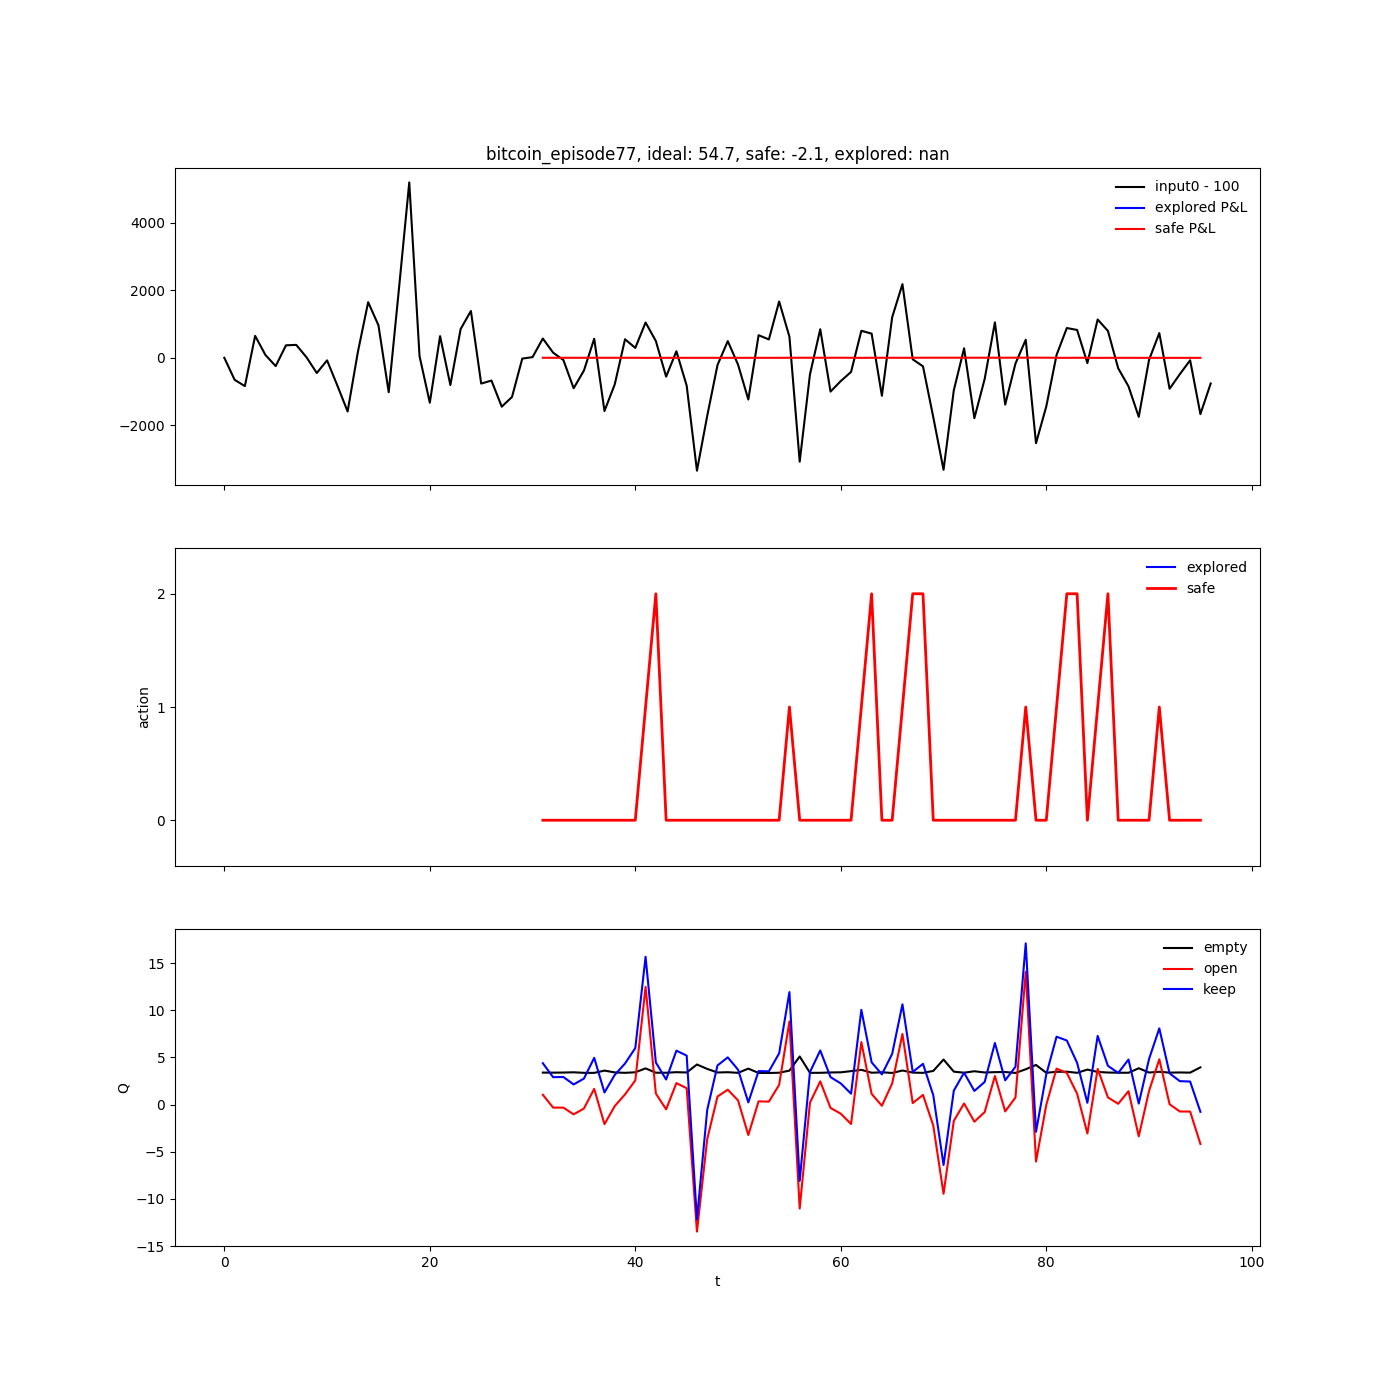 bitcoin_episode77, ideal: 54.7, safe: -2.1, explored: nan
input0 - 100
explored P&L
safe P&L
4000
2000
0
−2000
explored
safe
2
1
0
action
empty
open
keep
15
10
5
0
−5
−10
−15
Q
0 20 40 60 80 100
t